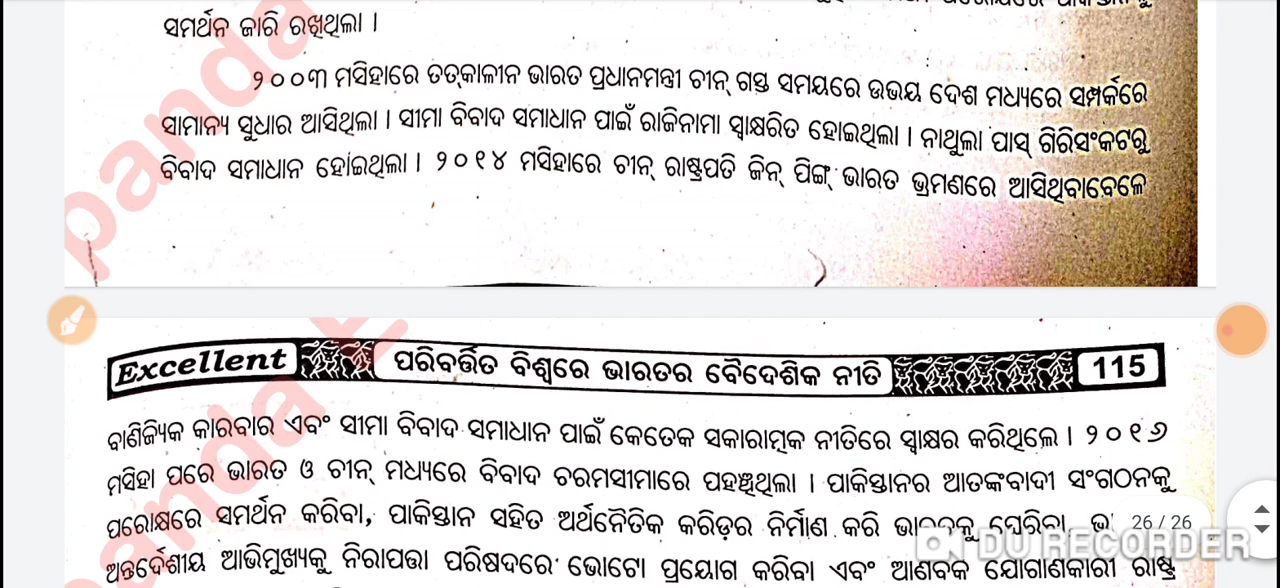 ସମର୍ଥନ ଜାରି ରଖିଥିଲା ।
୨୦୦୩ ମସିହାରେ ତତ୍କାଳୀନ ଭାରତ ପ୍ରଧାନମନ୍ତ୍ରୀ ଚୀନ୍ ଗସ୍ତ ସମୟରେ ଉଭୟ ଦେଶ ମଧ୍ୟରେ ସମ୍ପର୍କରେ
ସାମାନ୍ୟ ସୁଧାର ଆସିଥିଲା । ସୀମା ବିବାଦ ସମାଧାନ ପାଇଁ ରାଜିନାମା ସ୍ୱାକ୍ଷରିତ ହୋଇଥିଲା । ନାଥୁଲା ପାସ୍ ଗିରିସଂକଟରୁ
ବିବାଦ ସମାଧାନ ହୋଇଥିଲା । ୨୦୧୪ ମସିହାରେ ଚୀନ୍ ରାଷ୍ଟ୍ରପତି ଜିନ୍ ପିଙ୍ଗ୍ ଭାରତ ଭ୍ରମଣରେ ଆସିଥିବାବେଳେ
Excellent ପରିବର୍ତ୍ତିତ ବିଶ୍ୱରେ ଭାରତର ବୈଦେଶିକ ନୀତି 115
ବାଣିଜ୍ୟିକ କାରବାର ଏବଂ ସୀମା ବିବାଦ ସମାଧାନ ପାଇଁ କେତେକ ସକାରାତ୍ମକ ନୀତିରେ ସ୍ୱାକ୍ଷର କରିଥିଲେ । ୨୦୧୬
ମସିହା ପରେ ଭାରତ ଓ ଚୀନ୍ ମଧ୍ୟରେ ବିବାଦ ଚରମସୀମାରେ ପହଞ୍ଚିଥିଲା । ପାକିସ୍ତାନର ଆତଙ୍କବାଦୀ ସଂଗଠନକୁ
ପରୋକ୍ଷରେ ସମର୍ଥନ କରିବା, ପାକିସ୍ତାନ ସହିତ ଅର୍ଥନୈତିକ କରିଡ଼ର ନିର୍ମାଣ କରି ଭାରତକୁ ଘେରିବା
26 / 26
ଅନ୍ତର୍ଦେଶୀୟ ଆଭିମୁଖ୍ୟକୁ ନିରାପତ୍ତା ପରିଷଦରେ ଭୋଟୋ ପ୍ରୟୋଗ କରିବା ଏବଂ ଆଣବକ ଯୋଗାଣକାରୀ ରାଷ୍ଟ୍ର
DU RECORDER
panda